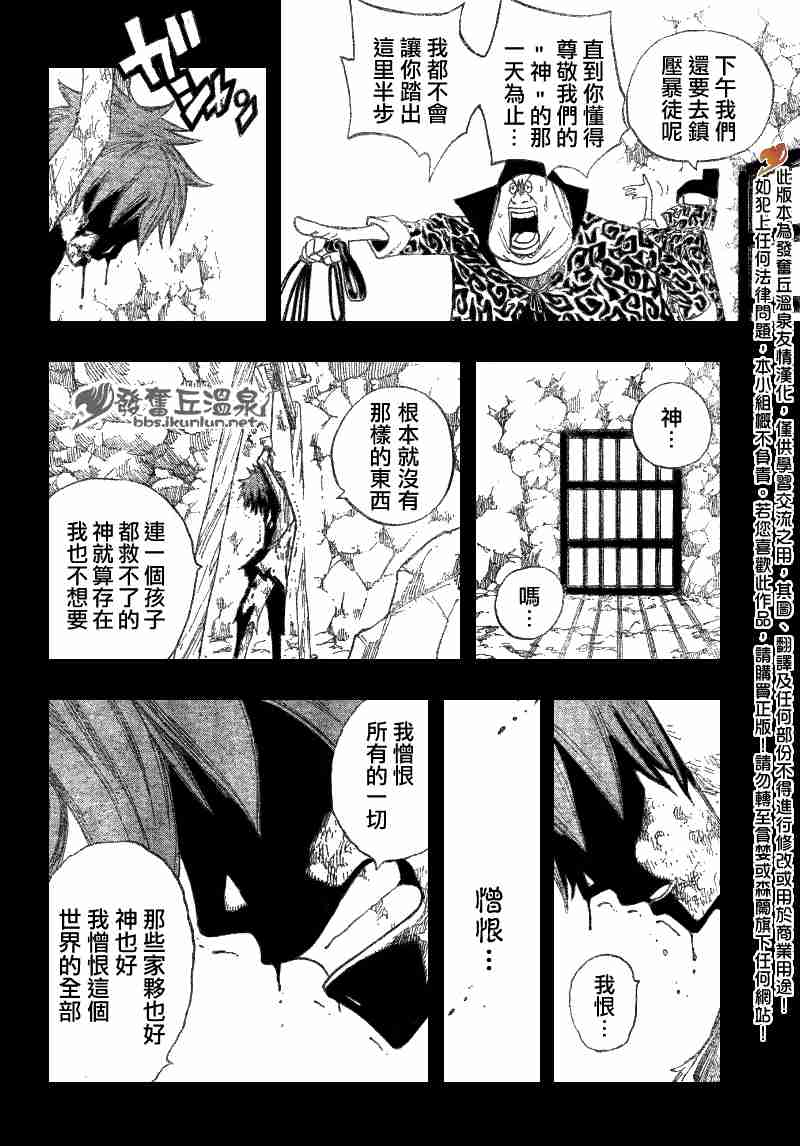 下午我們
還要去鎮
壓暴徒呢
直到你懂得
尊敬我們的
"神"的那
一天為止…
我都不會
讓你踏出
這里半步
ガシャン
神…
嗎…
根本就沒有
那樣的東西
連一個孩子
都救不了的
神就算存在
我也不想要
發奮丘溫泉
bbs.ikunlun.net
我恨…
憎恨…
我憎恨
所有的一切
那些家夥也好
神也好
我憎恨這個
世界的全部
此版本為發奮丘溫泉友情漢化，僅供學習交流之用，其圖、翻譯及任何部份不得進行修改或用於商業用途！
如犯上任何法律問題，本小組概不負責。若您喜歡此作品，請購買正版！請勿轉至貪婪或森蘭旗下任何網站！